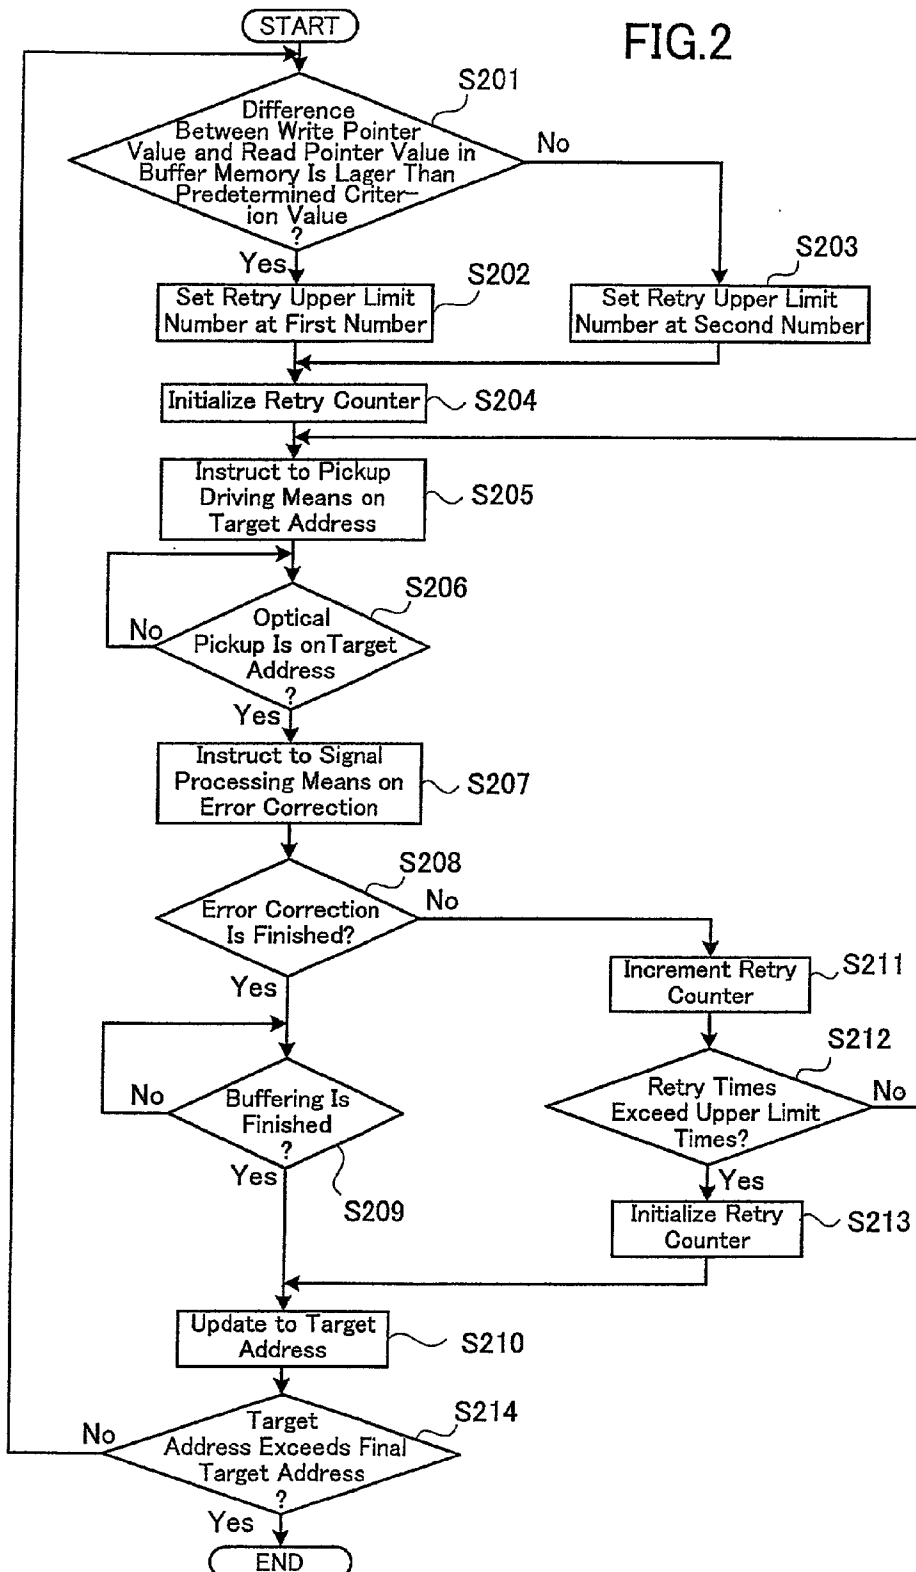 START
FIG.2
S201
Difference
Between Write Pointer
Value and Read Pointer Value in
Buffer Memory Is Lager Than
Predetermined Criter-
ion Value
?
No
Yes
S202
S203
Set Retry Upper Limit
Number at First Number
Set Retry Upper Limit
Number at Second Number
Initialize Retry Counter
S204
Instruct to Pickup
Driving Means on
Target Address
S205
S206
Optical
Pickup Is onTarget
Address
?
No
Yes
Instruct to Signal
Processing Means on
Error Correction
S207
S208
Error Correction
Is Finished?
No
Yes
Increment Retry
Counter
S211
S212
Buffering Is
Finished
?
No
Yes
S209
Retry Times
Exceed Upper Limit
Times?
No
Yes
Initialize Retry
Counter
S213
Update to Target
Address
S210
S214
Target
Address Exceeds Final
Target Address
?
No
Yes
END